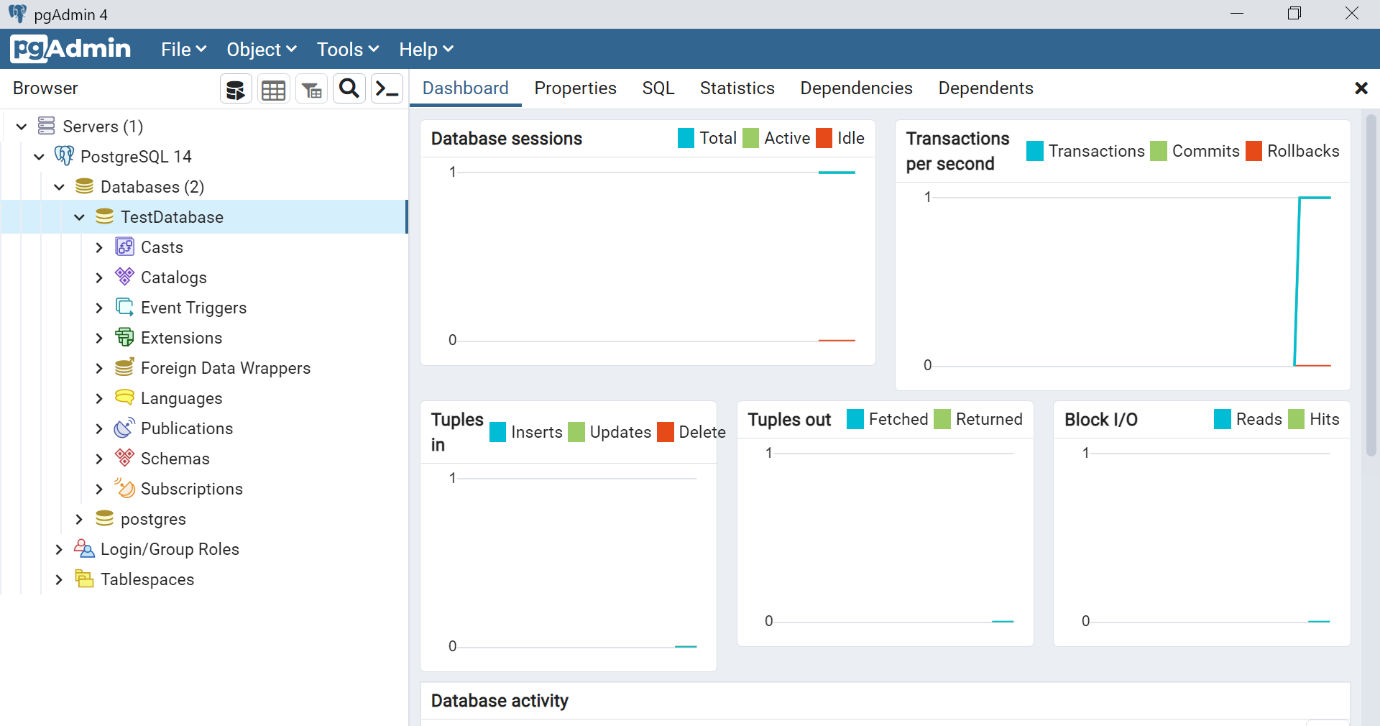 pgAdmin 4
pgAdmin File Object Tools Help
Browser
Dashboard Properties SQL Statistics Dependencies Dependents
Servers (1)
PostgreSQL 14
Databases (2)
TestDatabase
Casts
Catalogs
Event Triggers
Extensions
Foreign Data Wrappers
Languages
Publications
Schemas
Subscriptions
postgres
Login/Group Roles
Tablespaces
Database sessions Total Active Idle
1
0
Transactions
per second
Transactions Commits Rollbacks
1
0
Tuples
in
Inserts Updates Delete
1
0
Tuples out Fetched Returned
1
0
Block I/O Reads Hits
1
0
Database activity